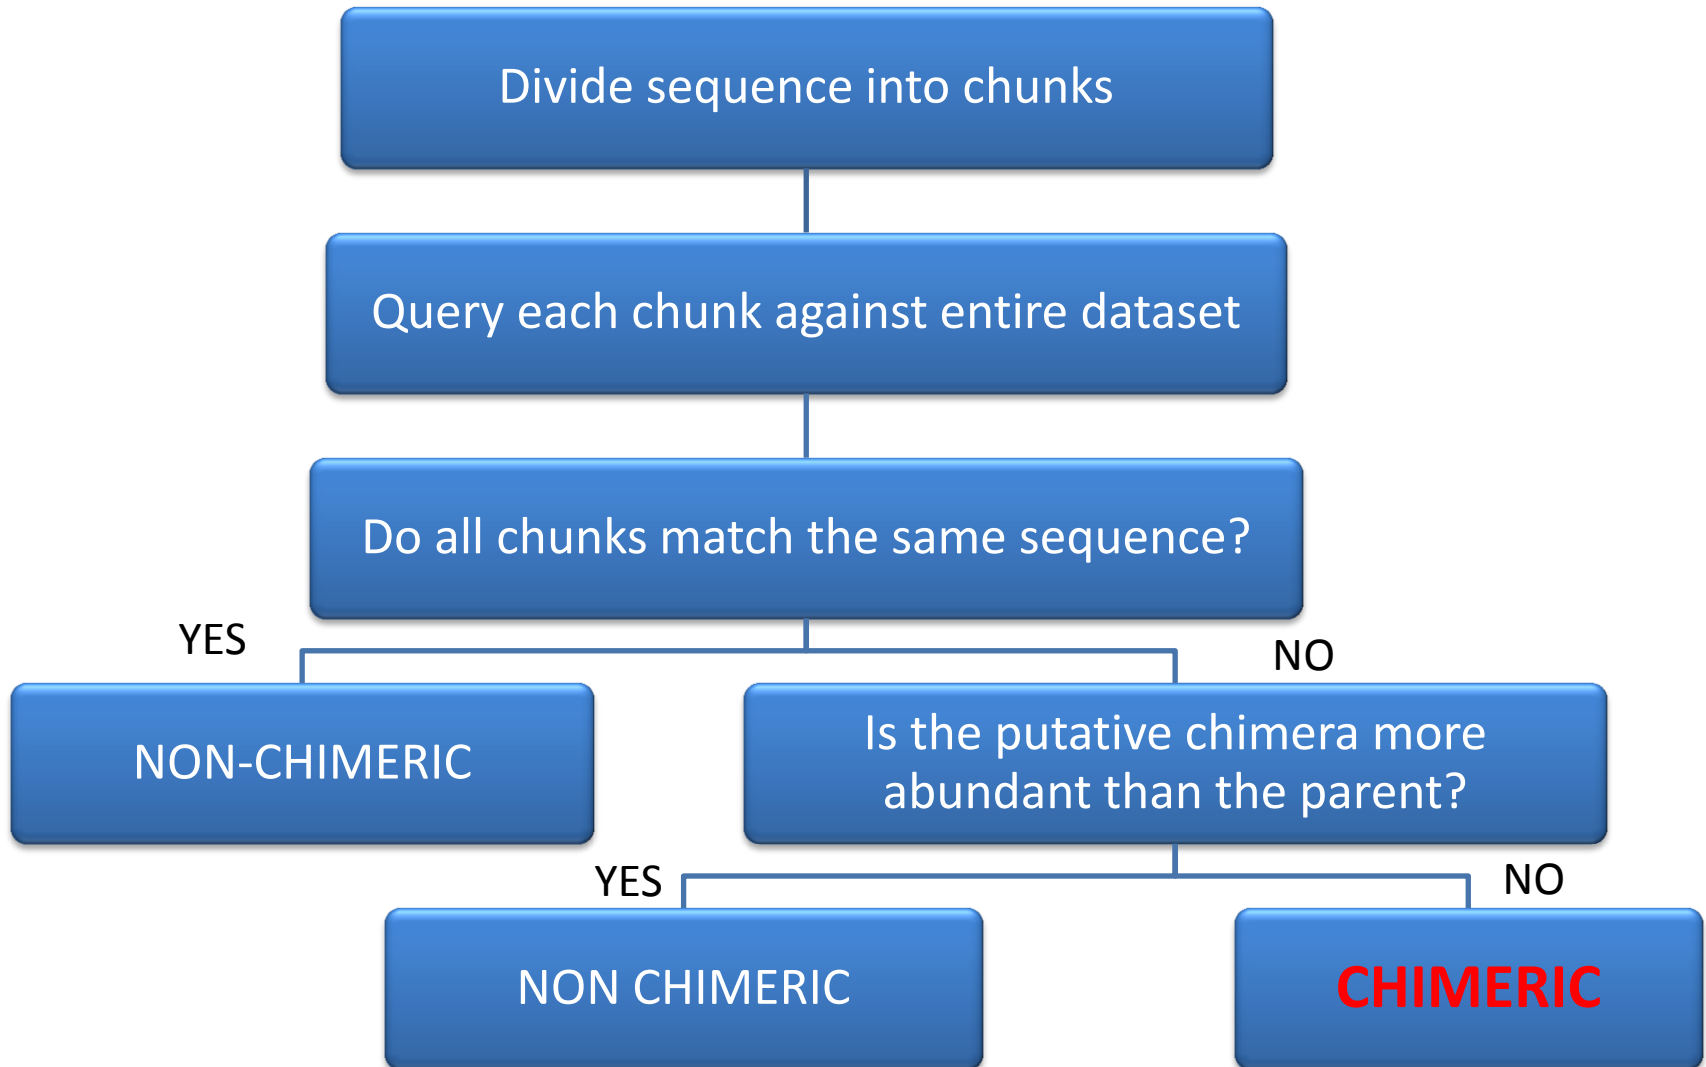 Divide sequence into chunks
Query each chunk against entire dataset
Do all chunks match the same sequence?
YES
NO
NON-CHIMERIC
Is the putative chimera more
abundant than the parent?
YES
NO
NON CHIMERIC
CHIMERIC